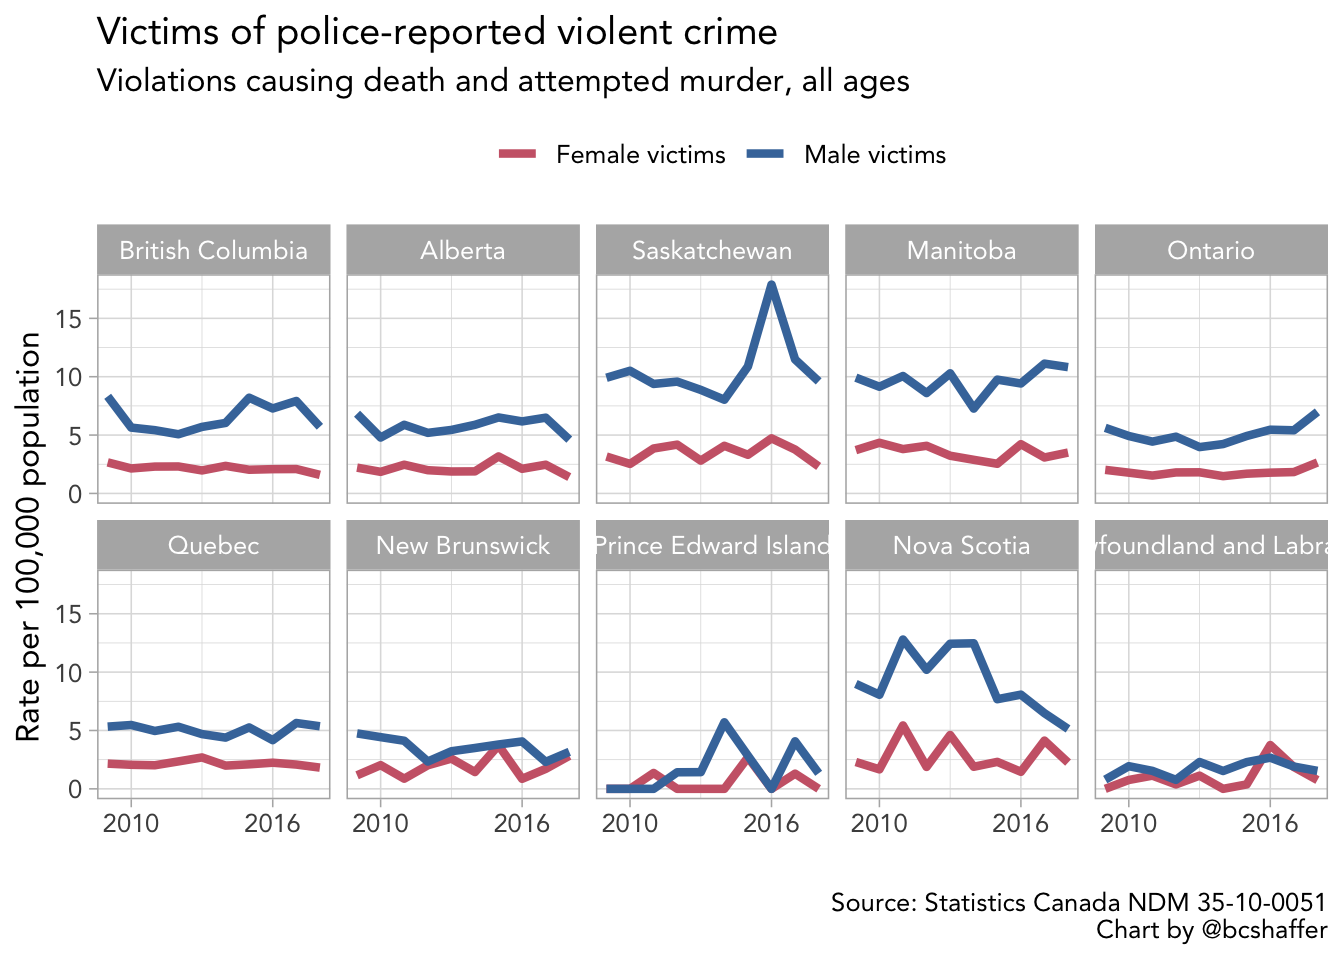 Victims of police-reported violent crime
Violations causing death and attempted murder, all ages
Female victims Male victims
Rate per 100,000 population
British Columbia Alberta Saskatchewan Manitoba Ontario
15
10
5
0
Quebec New Brunswick Prince Edward Island Nova Scotia foundland and Labra
15
10
5
0
2010 2016 2010 2016 2010 2016 2010 2016 2010 2016
Source: Statistics Canada NDM 35-10-0051
Chart by @bcshaffer